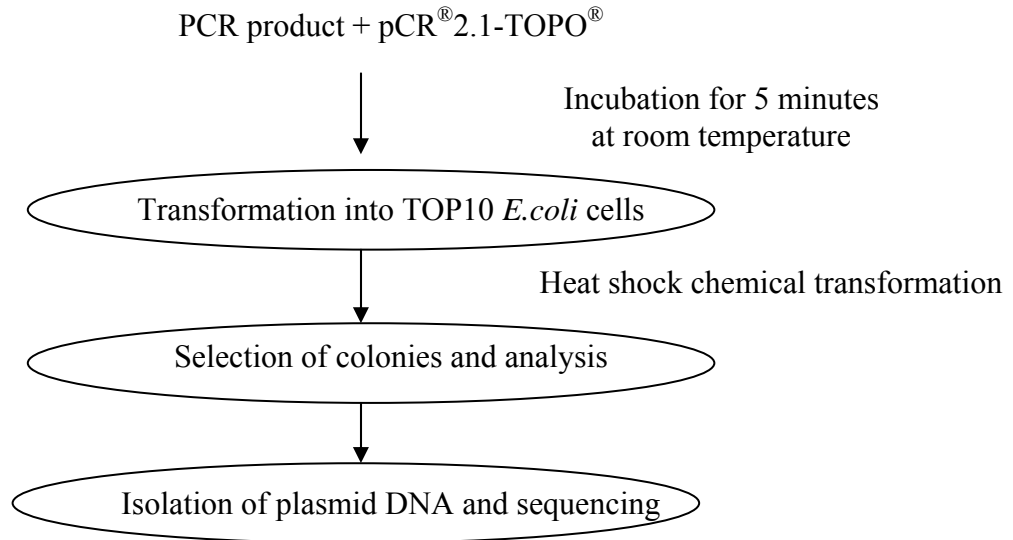 PCR product + pCR®2.1-TOPO®
Incubation for 5 minutes
at room temperature
Transformation into TOP10 E.coli cells
Heat shock chemical transformation
Selection of colonies and analysis
Isolation of plasmid DNA and sequencing